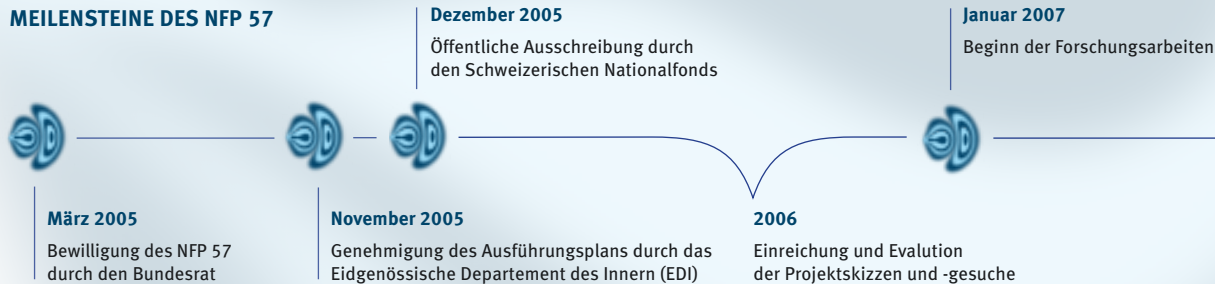 MEILENSTEINE DES NFP 57
Dezember 2005
Öffentliche Ausschreibung durch
den Schweizerischen Nationalfonds
Januar 2007
Beginn der Forschungsarbeiten
März 2005
Bewilligung des NFP 57
durch den Bundesrat
November 2005
Genehmigung des Ausführungsplans durch das
Eidgenössische Departement des Innern (EDI)
2006
Einreichung und Evalution
der Projektskizzen und -gesuche